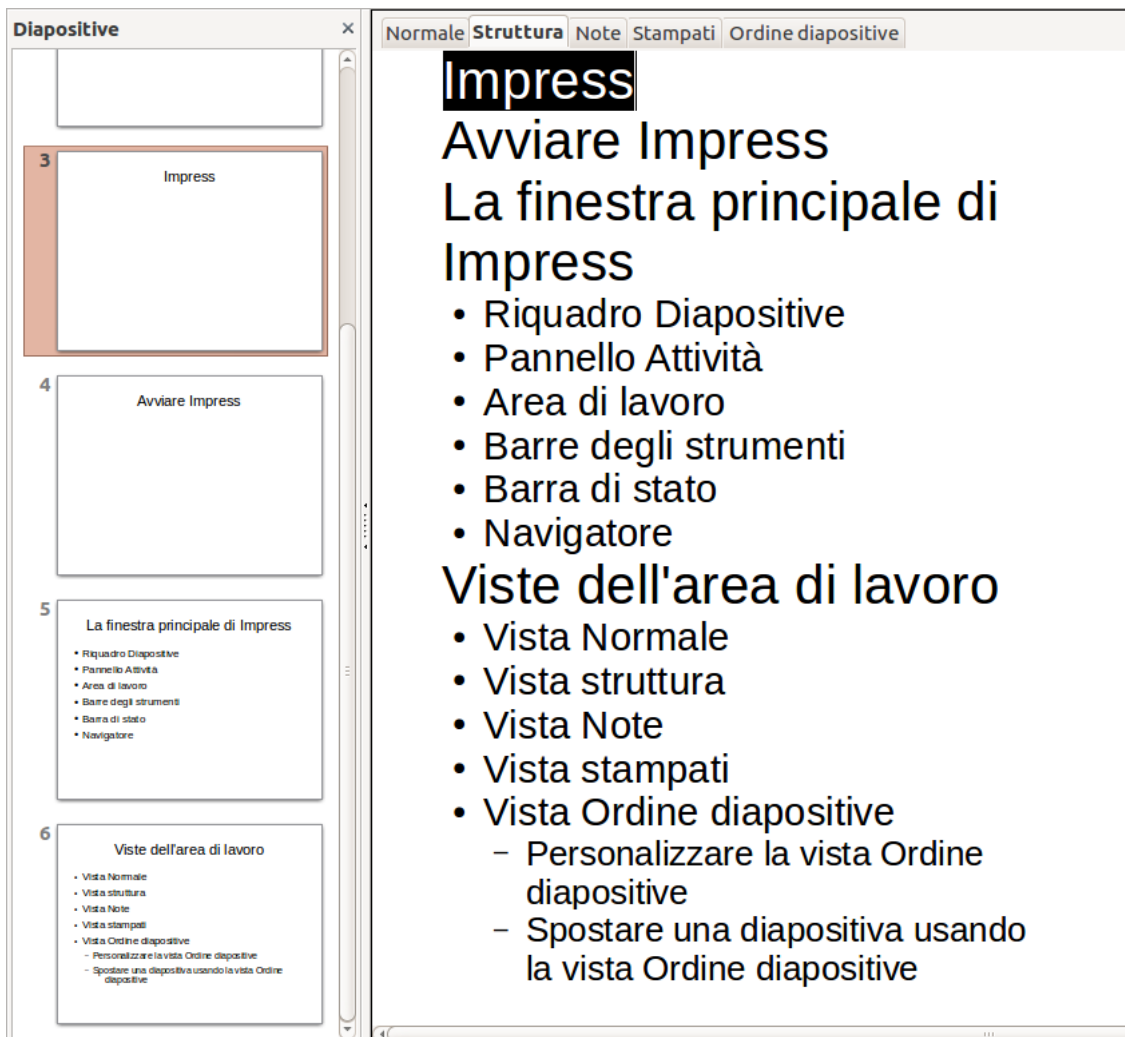 Diapositive
3
Impress
4
Avviare Impress
5
La finestra principale di Impress
• Riquadro Diapositive
• Pannello Attività
• Area di lavoro
• Barre degli strumenti
• Barra di stato
• Navigatore
6
Viste dell'area di lavoro
• Vista Normale
• Vista struttura
• Vista Note
• Vista stampati
• Vista Ordine diapositive
– Personalizzare la vista Ordine diapositive
– Spostare una diapositiva usando la vista Ordine
diapositive
Normale Struttura Note Stampati Ordine diapositive
Impress
Avviare Impress
La finestra principale di
Impress
• Riquadro Diapositive
• Pannello Attività
• Area di lavoro
• Barre degli strumenti
• Barra di stato
• Navigatore
Viste dell'area di lavoro
• Vista Normale
• Vista struttura
• Vista Note
• Vista stampati
• Vista Ordine diapositive
– Personalizzare la vista Ordine
diapositive
– Spostare una diapositiva usando
la vista Ordine diapositive